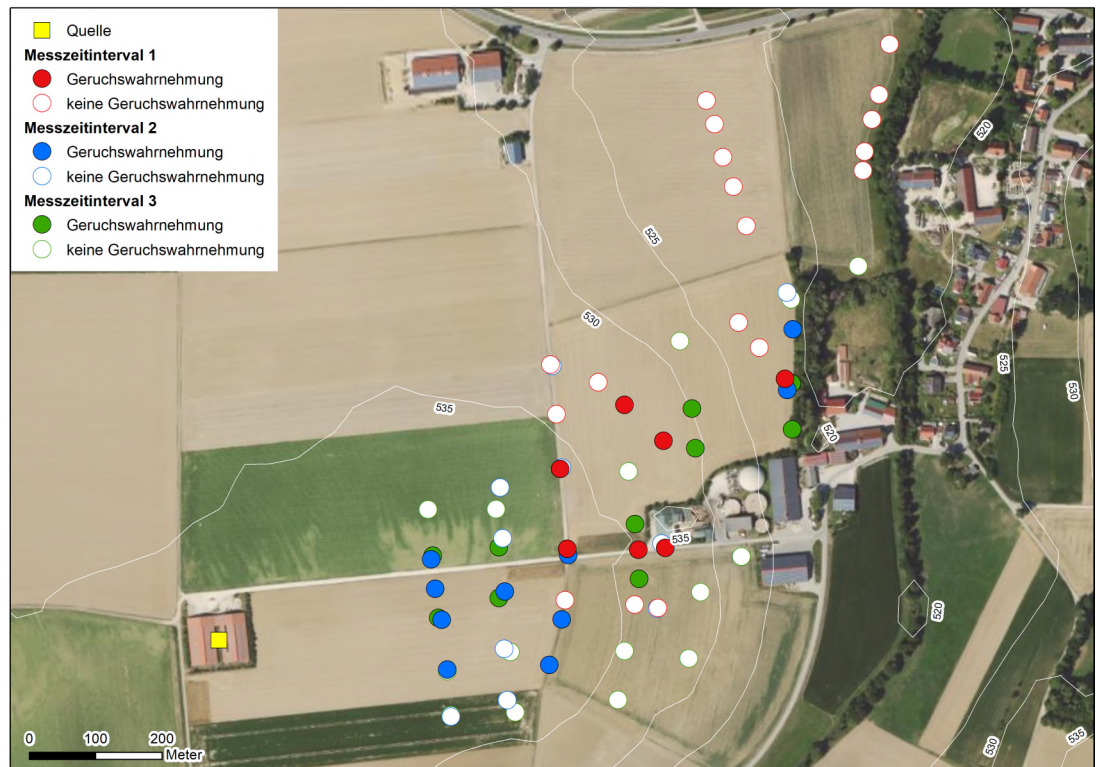 Quelle
Messzeitinterval 1
Geruchswahrnehmung
keine Geruchswahrnehmung
Messzeitinterval 2
Geruchswahrnehmung
keine Geruchswahrnehmung
Messzeitinterval 3
Geruchswahrnehmung
keine Geruchswahrnehmung
520
525
530
525
530
535
520
535
520
530
535
0 100 200
Meter